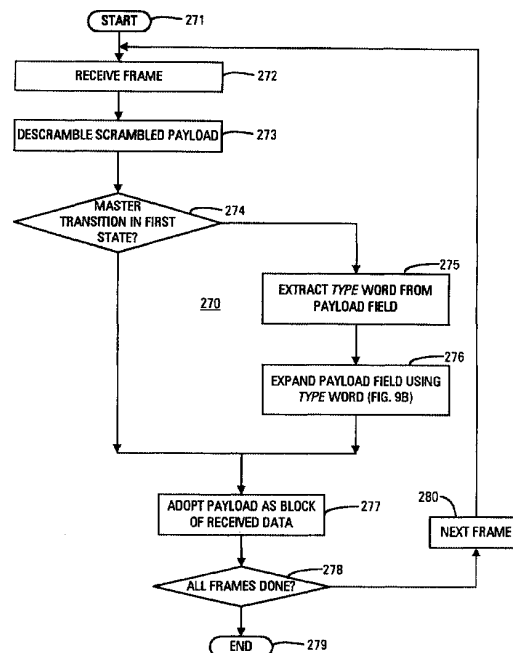 START
271
RECEIVE FRAME
272
DESCRAMBLE SCRAMBLED PAYLOAD
273
MASTER
TRANSITION IN FIRST
STATE?
274
270
275
EXTRACT TYPE WORD FROM
PAYLOAD FIELD
276
EXPAND PAYLOAD FIELD USING
TYPE WORD (FIG. 9B)
ADOPT PAYLOAD AS BLOCK
OF RECEIVED DATA
277
280
NEXT FRAME
ALL FRAMES DONE?
278
END
279